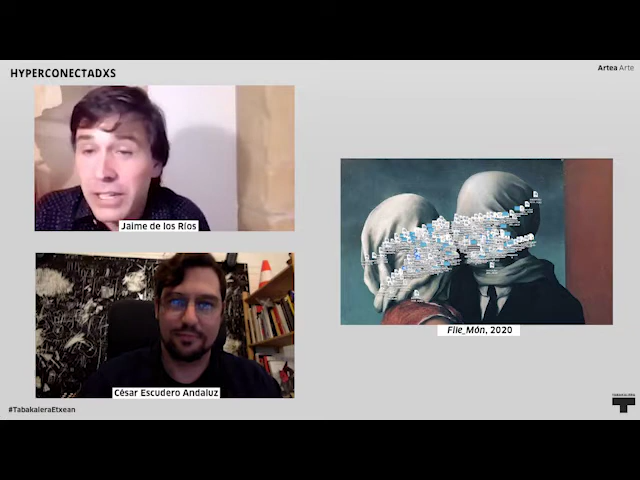 HYPERCONECTADXS
Artea Arte
Jaime de los Ríos
File_Món, 2020
César Escudero Andaluz
#TabakaleraEtxean